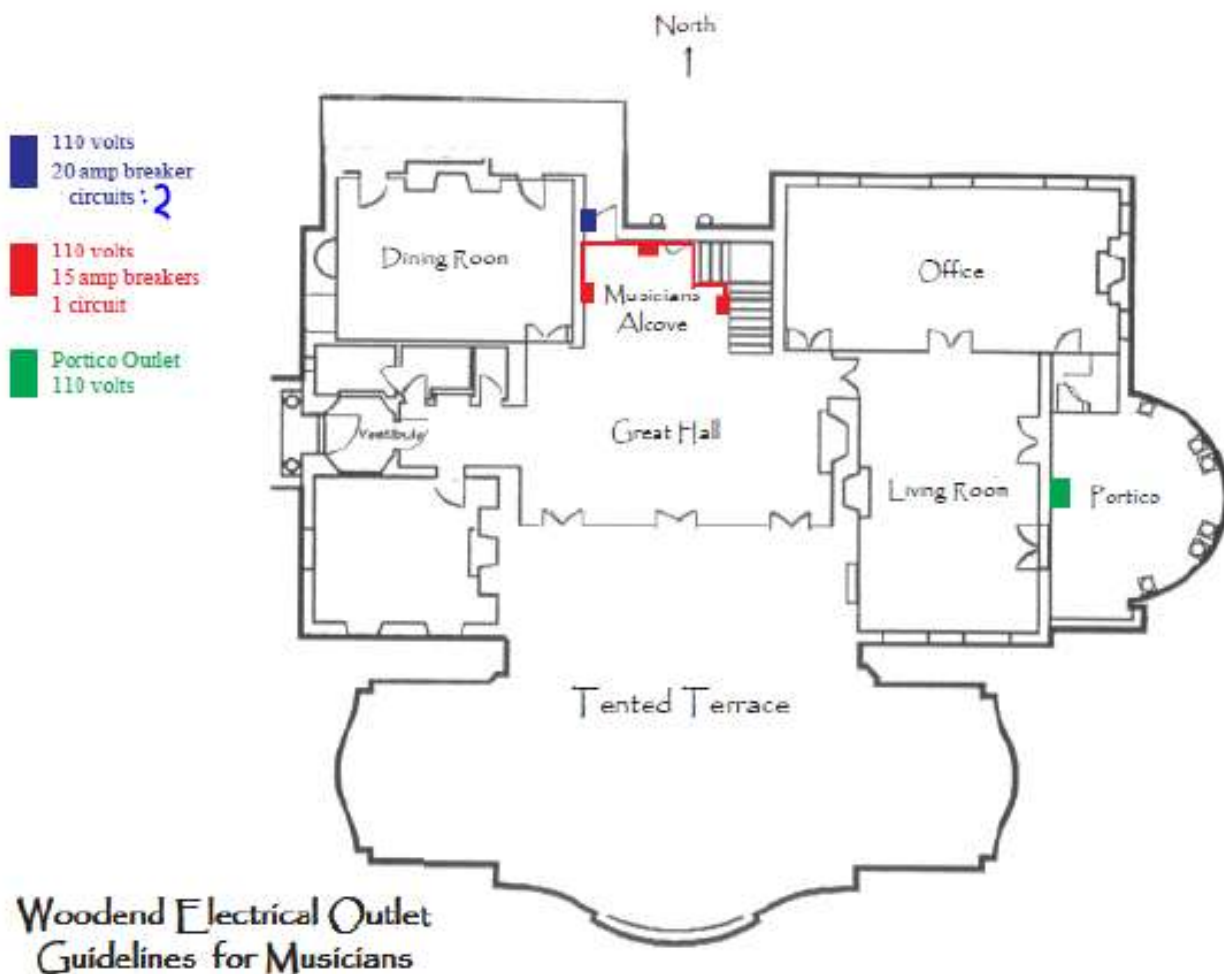 North
110 volts
20 amp breaker
circuits : 2
110 volts
15 amp breakers
1 circuit
Portico Outlet
110 volts
Dining Room
Office
Musicians
Alcove
Vestibule
Great Hall
Living Room
Portico
Tented Terrace
Woodend Electrical Outlet
Guidelines for Musicians